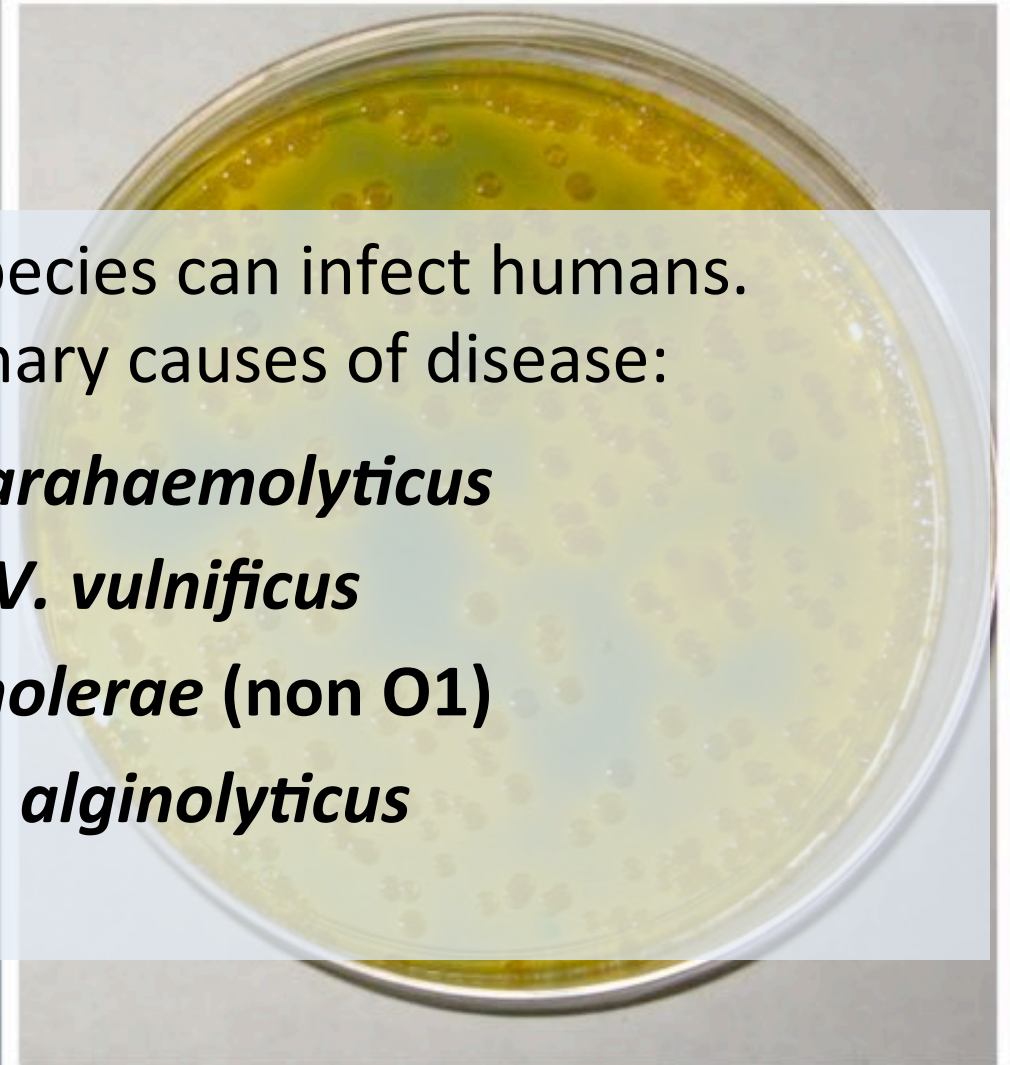 pecies can infect humans.
nary causes of disease:
arahaemolyticus
V. vulnificus
holerae (non O1)
alginolyticus